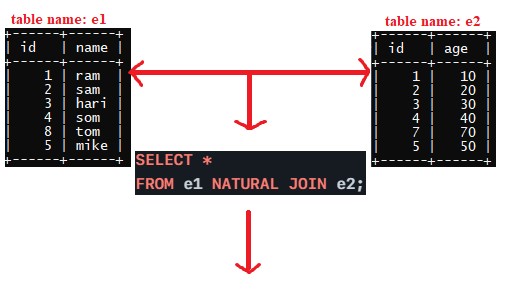 table name: e1
+------+------+
| id | name |
+------+------+
| 1 | ram |
| 2 | sam |
| 3 | hari |
| 4 | som |
| 8 | tom |
| 5 | mike |
+------+------+
table name: e2
+------+------+
| id | age |
+------+------+
| 1 | 10 |
| 2 | 20 |
| 3 | 30 |
| 4 | 40 |
| 7 | 70 |
| 5 | 50 |
+------+------+
SELECT *
FROM e1 NATURAL JOIN e2;